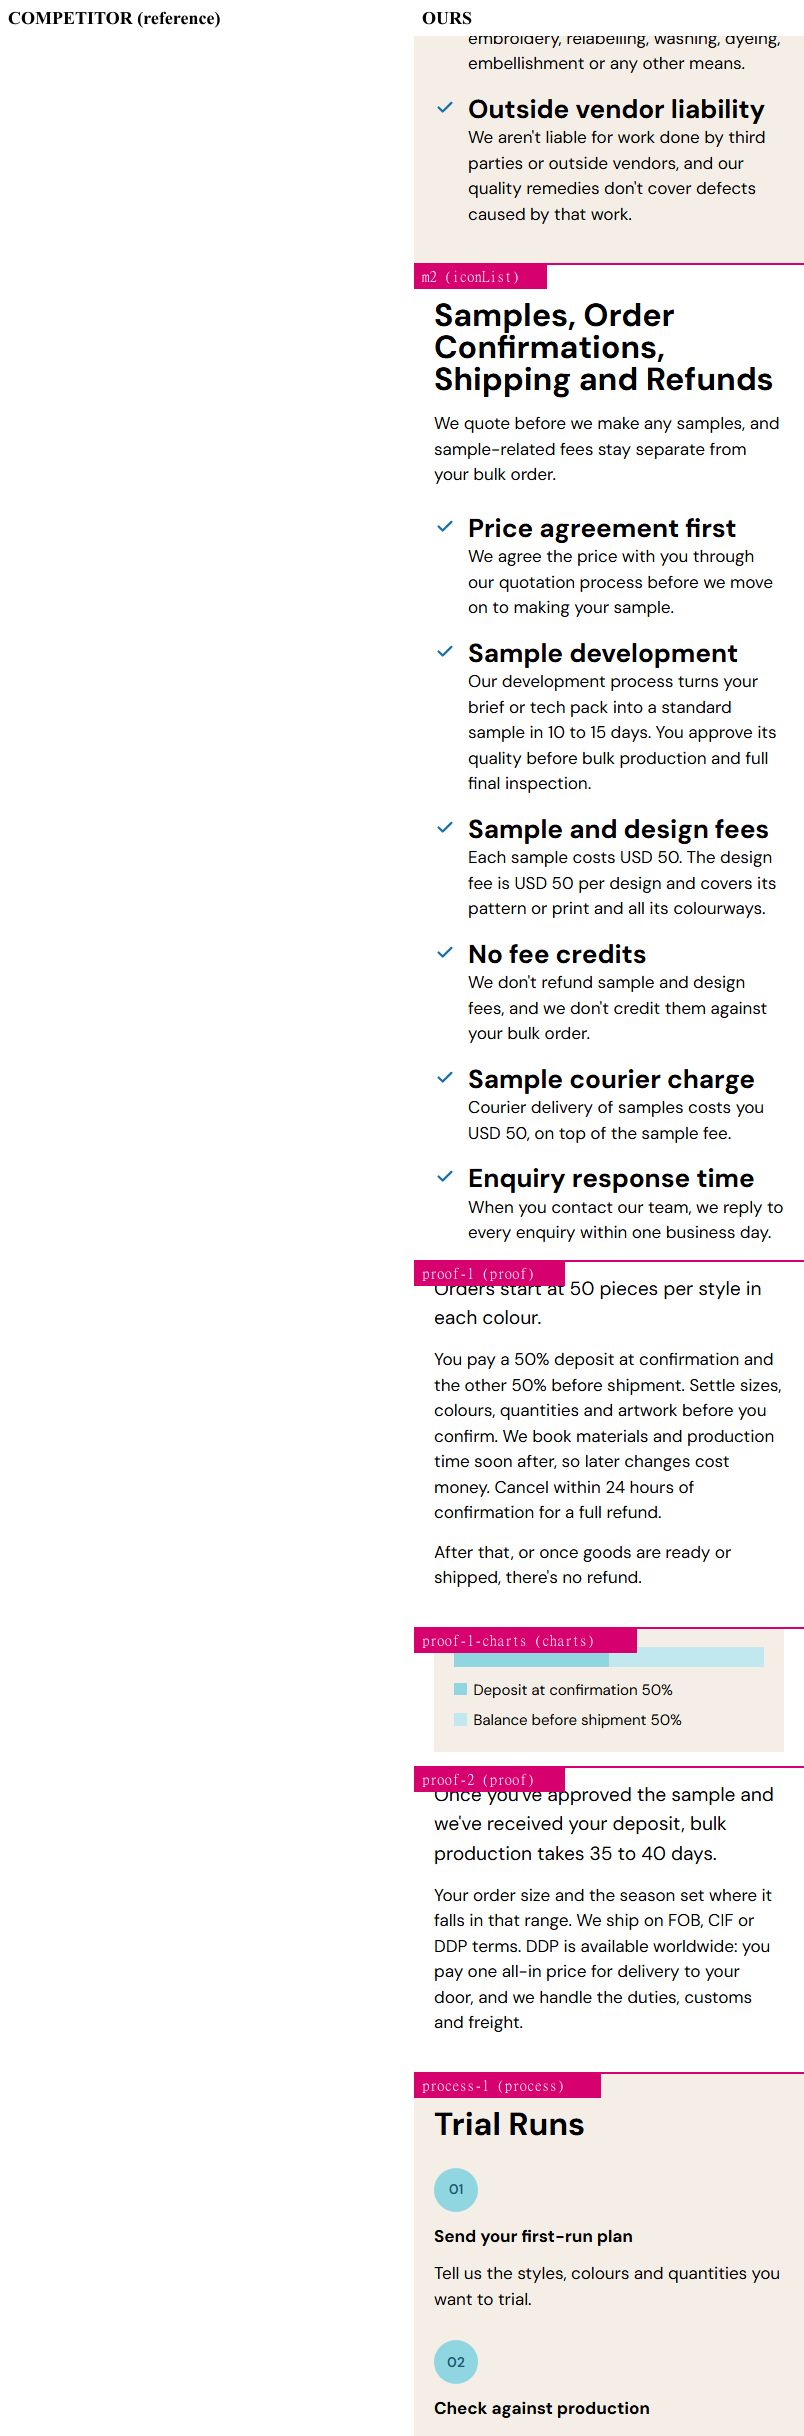 COMPETITOR (reference)
OURS
embroidery, relabelling, washing, dyeing,
embellishment or any other means.
Outside vendor liability
We aren't liable for work done by third
parties or outside vendors, and our
quality remedies don't cover defects
caused by that work.
m2 (iconList)
Samples, Order
Confirmations,
Shipping and Refunds
We quote before we make any samples, and
sample-related fees stay separate from
your bulk order.
Price agreement first
We agree the price with you through
our quotation process before we move
on to making your sample.
Sample development
Our development process turns your
brief or tech pack into a standard
sample in 10 to 15 days. You approve its
quality before bulk production and full
final inspection.
Sample and design fees
Each sample costs USD 50. The design
fee is USD 50 per design and covers its
pattern or print and all its colourways.
No fee credits
We don't refund sample and design
fees, and we don't credit them against
your bulk order.
Sample courier charge
Courier delivery of samples costs you
USD 50, on top of the sample fee.
Enquiry response time
When you contact our team, we reply to
every enquiry within one business day.
proof-1 (proof)
Orders start at 50 pieces per style in
each colour.
You pay a 50% deposit at confirmation and
the other 50% before shipment. Settle sizes,
colours, quantities and artwork before you
confirm. We book materials and production
time soon after, so later changes cost
money. Cancel within 24 hours of
confirmation for a full refund.
After that, or once goods are ready or
shipped, there's no refund.
proof-1-charts (charts)
Deposit at confirmation 50%
Balance before shipment 50%
proof-2 (proof)
Once you've approved the sample and
we've received your deposit, bulk
production takes 35 to 40 days.
Your order size and the season set where it
falls in that range. We ship on FOB, CIF or
DDP terms. DDP is available worldwide: you
pay one all-in price for delivery to your
door, and we handle the duties, customs
and freight.
process-1 (process)
Trial Runs
01
Send your first-run plan
Tell us the styles, colours and quantities you
want to trial.
02
Check against production